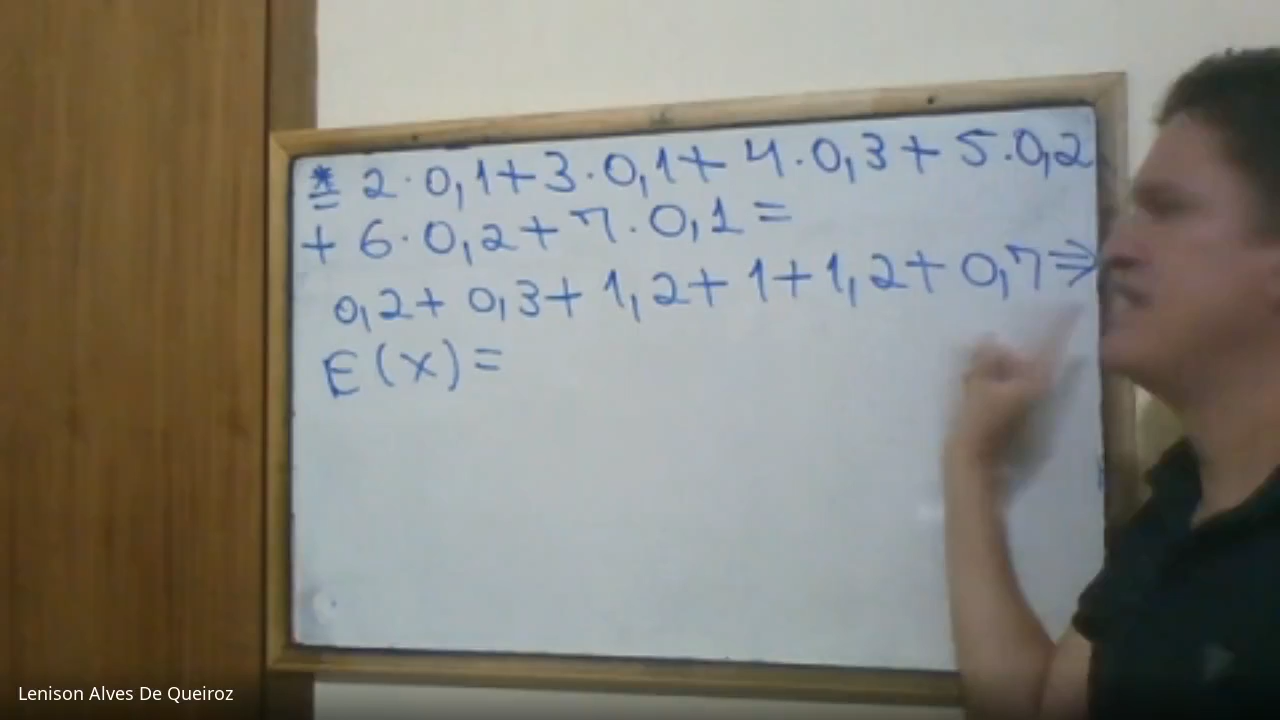 * 2·0,1+3·0,1+ 4·0,3+ 5·0,2
+ 6·0,2+7·0,1=
0,2+ 0,3+ 1,2+ 1+1,2+ 0,7⇒
E(X)=
Lenison Alves De Queiroz